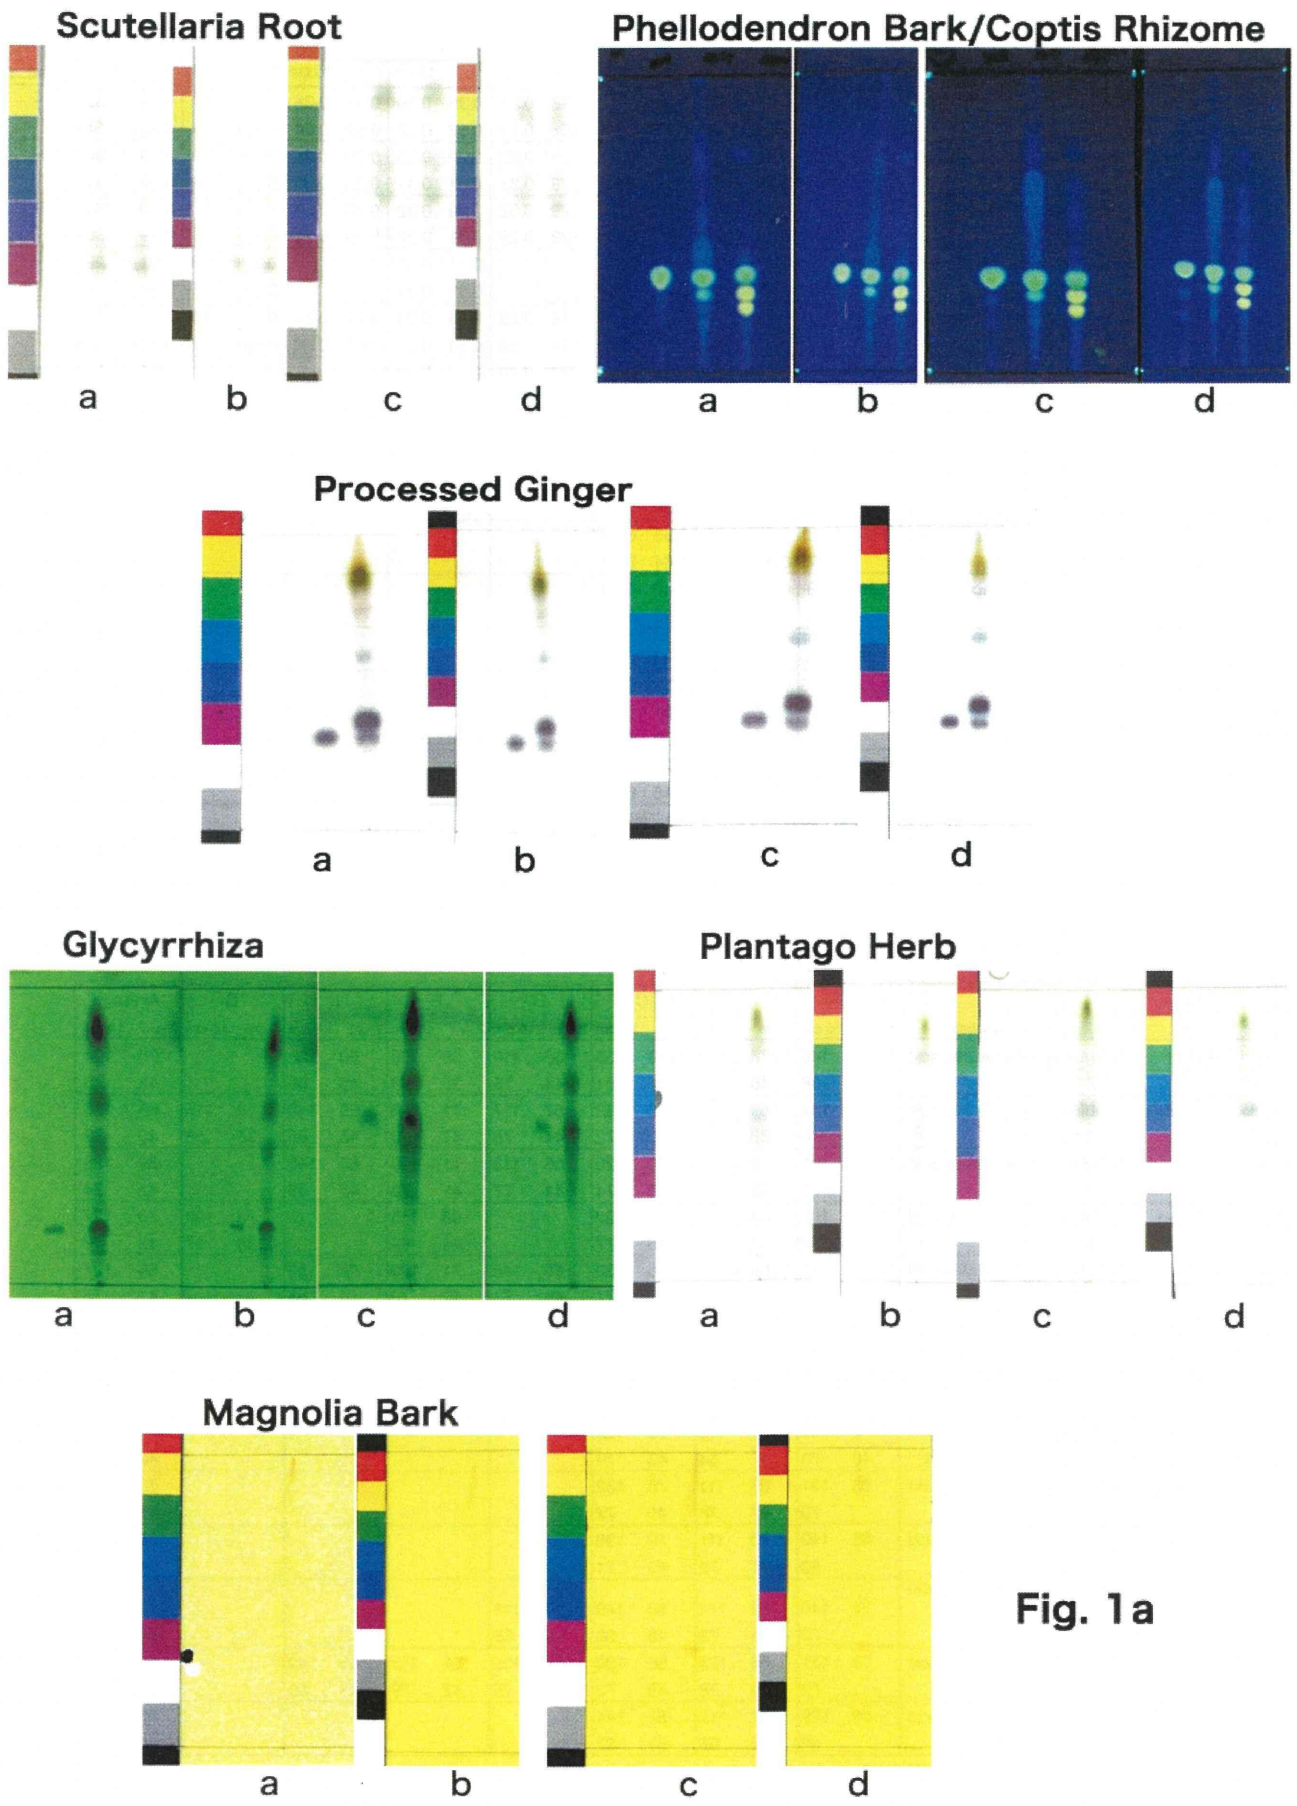 Scutellaria Root
Phellodendron Bark/Coptis Rhizome
a b c d
a b c d
Processed Ginger
a b c d
Glycyrrhiza
Plantago Herb
a b c d
a b c d
Magnolia Bark
a b c d
Fig. 1a